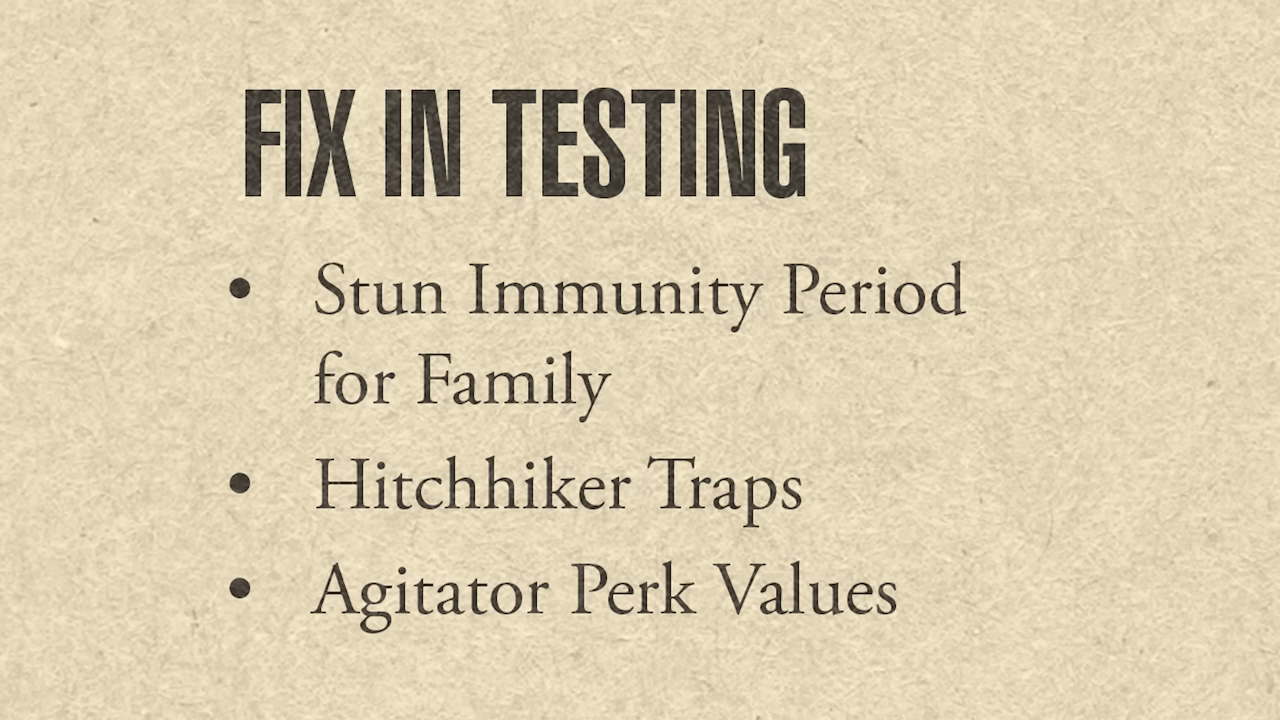 FIX IN TESTING
• Stun Immunity Period
for Family
• Hitchhiker Traps
• Agitator Perk Values